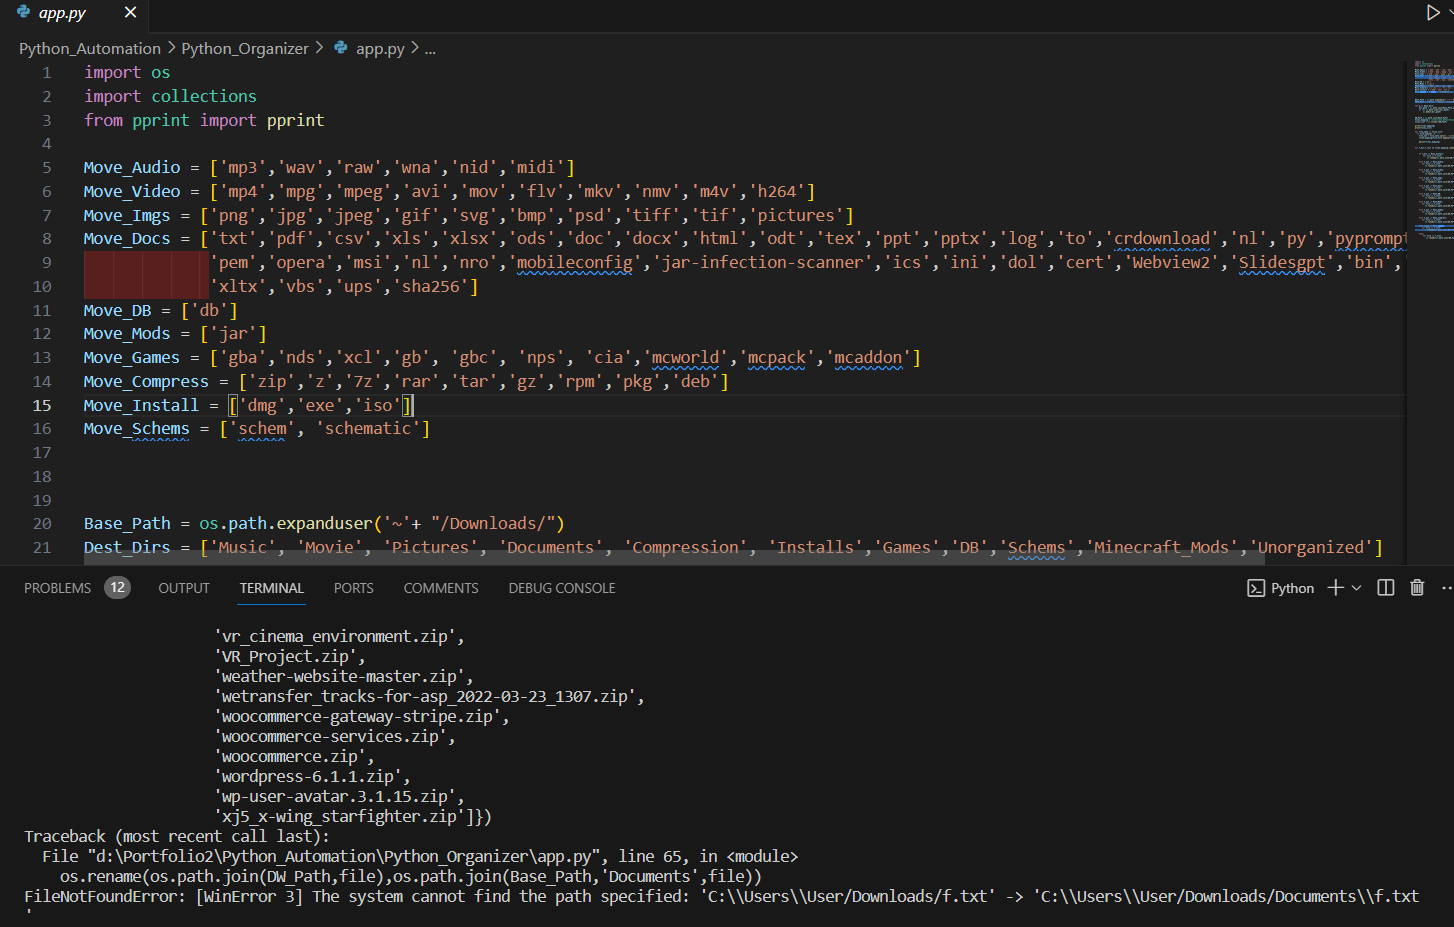 app.py
Python_Automation > Python_Organizer > app.py > ...
1 import os
2 import collections
3 from pprint import pprint
4
5 Move_Audio = ['mp3','wav','raw','wna','nid','midi']
6 Move_Video = ['mp4','mpg','mpeg','avi','mov','flv','mkv','nmv','m4v','h264']
7 Move_Imgs = ['png','jpg','jpeg','gif','svg','bmp','psd','tiff','tif','pictures']
8 Move_Docs = ['txt','pdf','csv','xls','xlsx','ods','doc','docx','html','odt','tex','ppt','pptx','log','to','crdownload','nl','py','pyprompt
9 'pem','opera','msi','nl','nro','mobileconfig','jar-infection-scanner','ics','ini','dol','cert','Webview2','Slidesgpt','bin','
10 'xltx','vbs','ups','sha256']
11 Move_DB = ['db']
12 Move_Mods = ['jar']
13 Move_Games = ['gba','nds','xcl','gb', 'gbc', 'nps', 'cia','mcworld','mcpack','mcaddon']
14 Move_Compress = ['zip','z','7z','rar','tar','gz','rpm','pkg','deb']
15 Move_Install = ['dmg','exe','iso']
16 Move_Schems = ['schem', 'schematic']
17
18
19
20 Base_Path = os.path.expanduser('~'+ "/Downloads/")
21 Dest_Dirs = ['Music', 'Movie', 'Pictures', 'Documents', 'Compression', 'Installs','Games','DB','Schems','Minecraft_Mods','Unorganized']
PROBLEMS 12 OUTPUT TERMINAL PORTS COMMENTS DEBUG CONSOLE Python
'vr_cinema_environment.zip',
'VR_Project.zip',
'weather-website-master.zip',
'wetransfer_tracks-for-asp_2022-03-23_1307.zip',
'woocommerce-gateway-stripe.zip',
'woocommerce-services.zip',
'woocommerce.zip',
'wordpress-6.1.1.zip',
'wp-user-avatar.3.1.15.zip',
'xj5_x-wing_starfighter.zip']})
Traceback (most recent call last):
File "d:\Portfolio2\Python_Automation\Python_Organizer\app.py", line 65, in <module>
os.rename(os.path.join(DW_Path,file),os.path.join(Base_Path,'Documents',file))
FileNotFoundError: [WinError 3] The system cannot find the path specified: 'C:\\Users\\User/Downloads/f.txt' -> 'C:\\Users\\User/Downloads/Documents\\f.txt
'